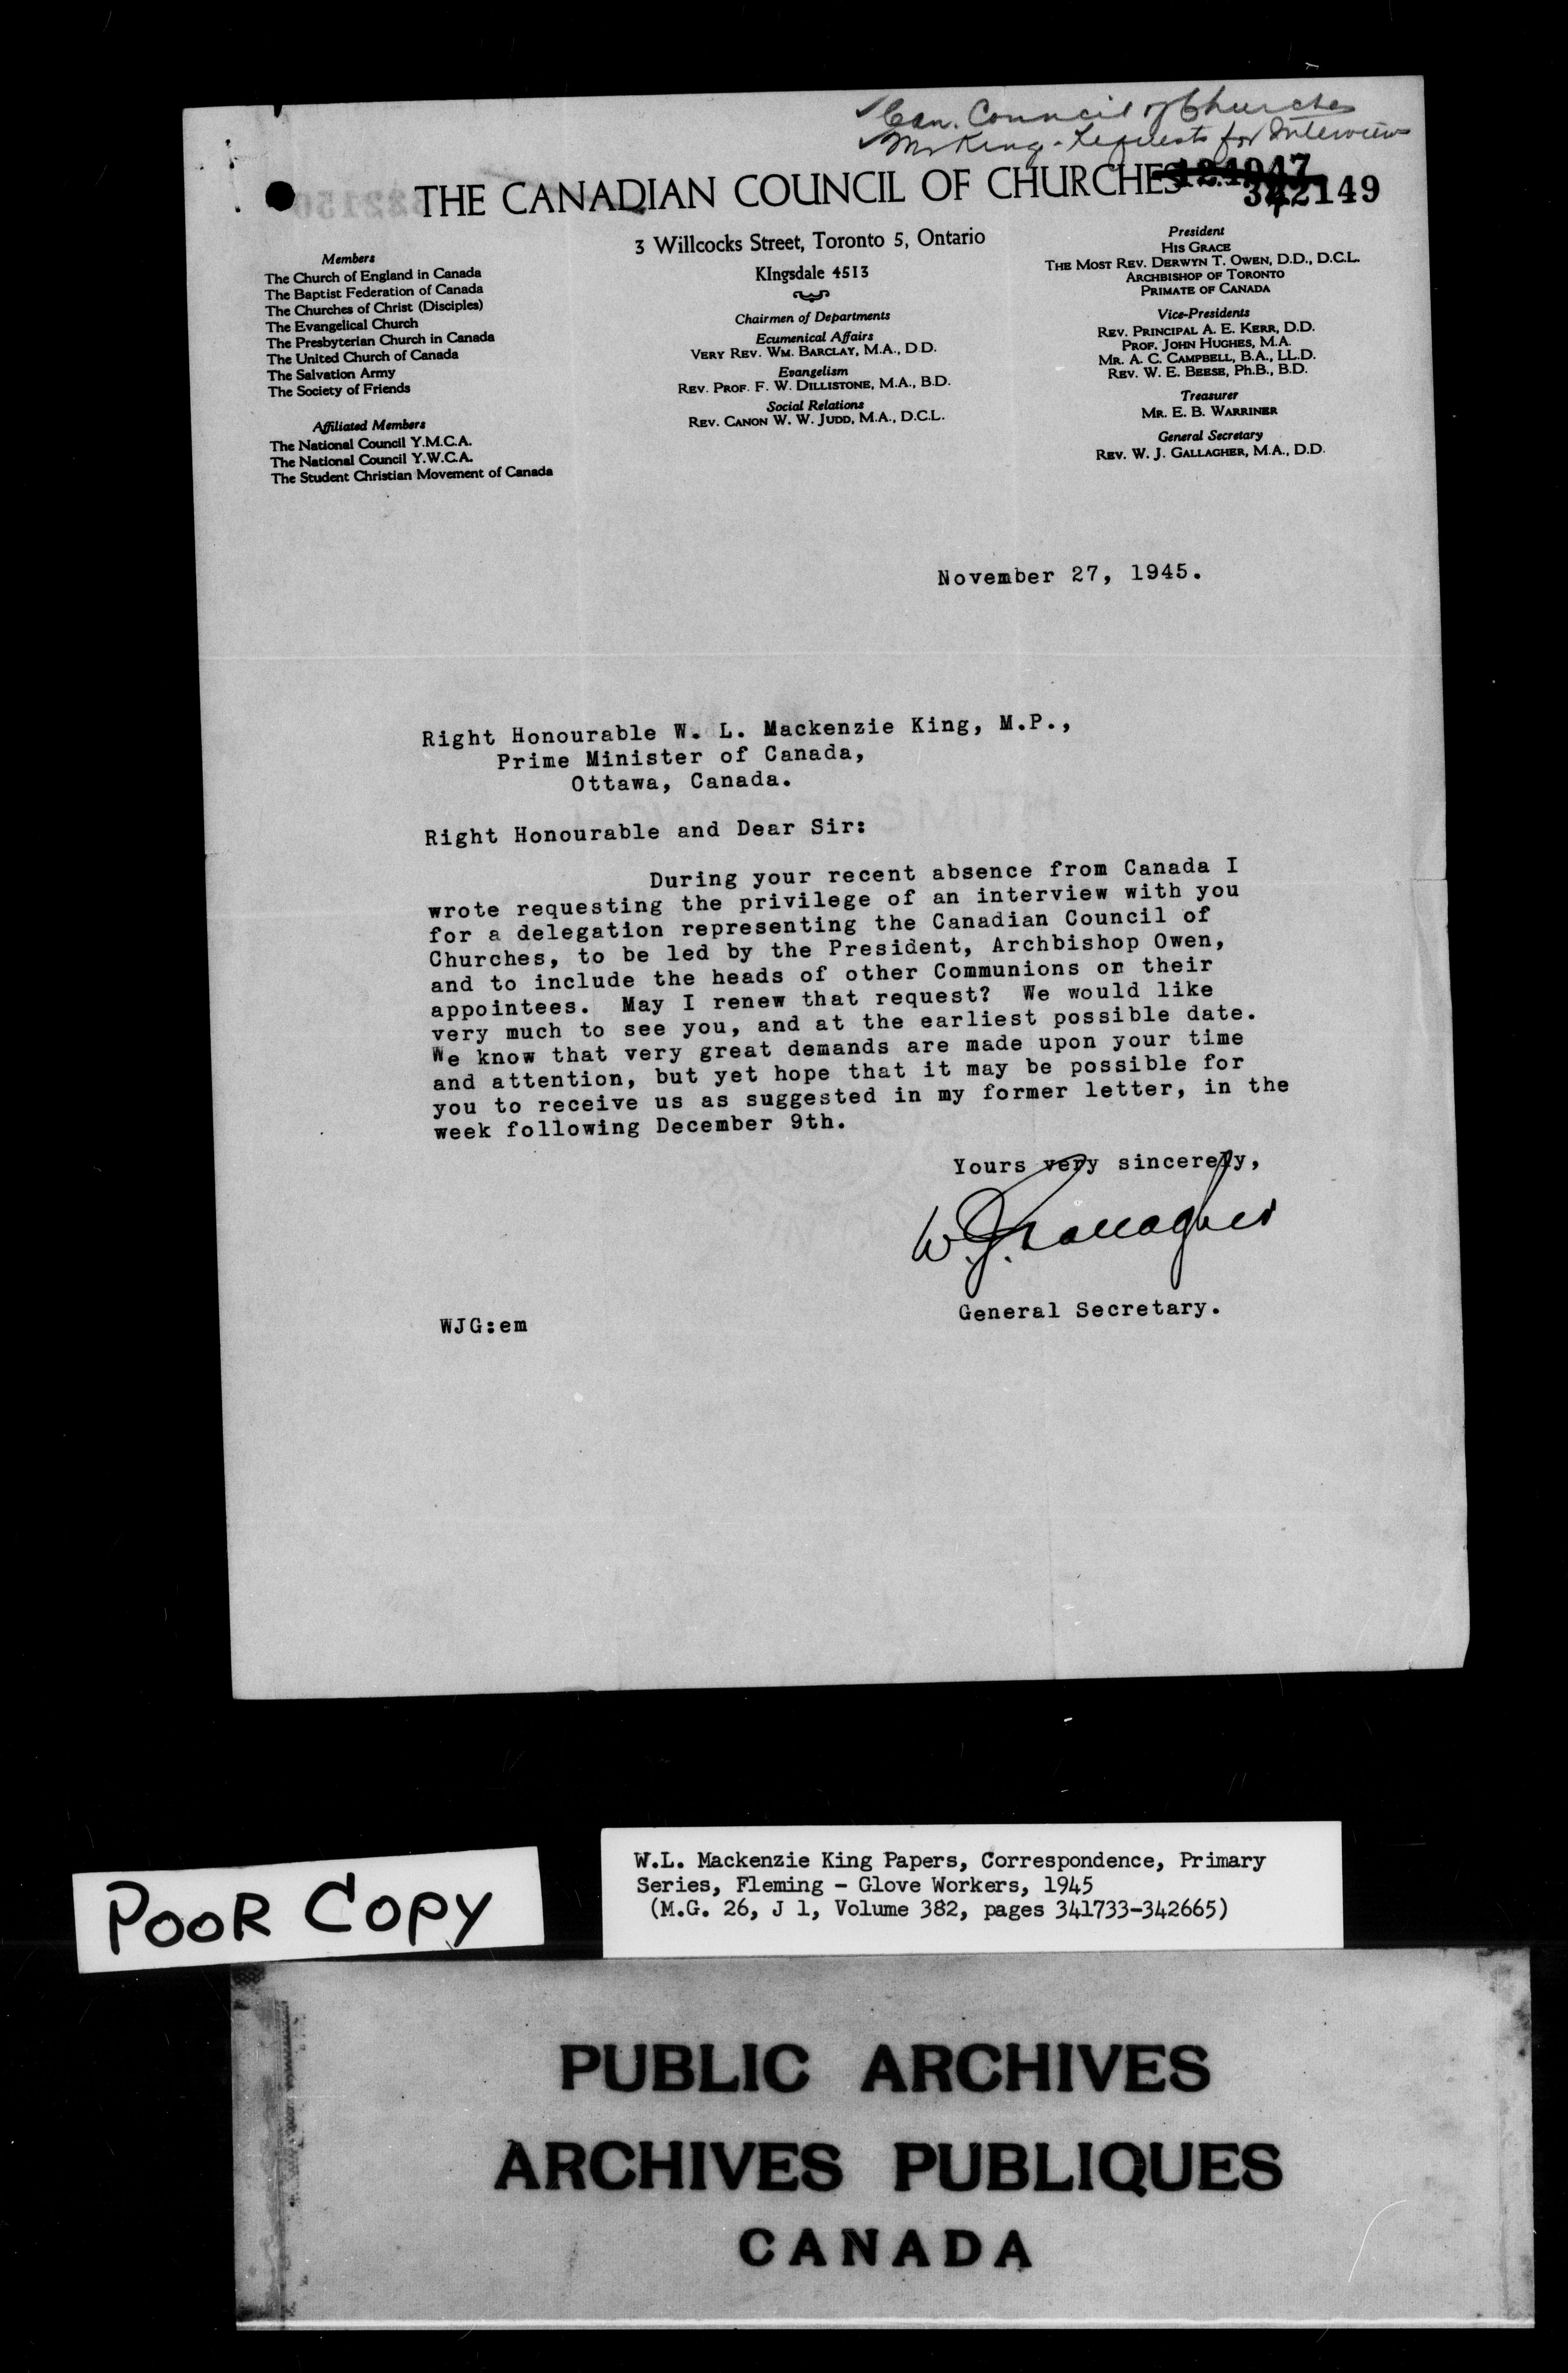 ✓Can. Council of Churches
✓Mr King - Requests for Interview
THE CANADIAN COUNCIL OF CHURCHES
342149
3 Willcocks Street, Toronto 5, Ontario
KIngsdale 4513
Members
The Church of England in Canada
The Baptist Federation of Canada
The Churches of Christ (Disciples)
The Evangelical Church
The Presbyterian Church in Canada
The United Church of Canada
The Salvation Army
The Society of Friends
Affiliated Members
The National Council Y.M.C.A.
The National Council Y.W.C.A.
The Student Christian Movement of Canada
Chairmen of Departments
Ecumenical Affairs
VERY REV. WM. BARCLAY, M.A., D.D.
Evangelism
REV. PROF. F. W. DILLISTONE, M.A., B.D.
Social Relations
REV. CANON W. W. JUDD, M.A., D.C.L.
President
HIS GRACE
THE MOST REV. DERWYN T. OWEN, D.D., D.C.L.
ARCHBISHOP OF TORONTO
PRIMATE OF CANADA
Vice-Presidents
REV. PRINCIPAL A. E. KERR, D.D.
PROF. JOHN HUGHES, M.A.
MR. A. C. CAMPBELL, B.A., LL.D.
REV. W. E. BEESE, Ph.B., B.D.
Treasurer
MR. E. B. WARRINER
General Secretary
REV. W. J. GALLAGHER, M.A., D.D.
November 27, 1945.
Right Honourable W. L. Mackenzie King, M.P.,
Prime Minister of Canada,
Ottawa, Canada.
Right Honourable and Dear Sir:
During your recent absence from Canada I
wrote requesting the privilege of an interview with you
for a delegation representing the Canadian Council of
Churches, to be led by the President, Archbishop Owen,
and to include the heads of other Communions or their
appointees. May I renew that request? We would like
very much to see you, and at the earliest possible date.
We know that very great demands are made upon your time
and attention, but yet hope that it may be possible for
you to receive us as suggested in my former letter, in the
week following December 9th.
Yours very sincerely,
W. J. Gallagher
General Secretary.
WJG:em
POOR COPY
W.L. Mackenzie King Papers, Correspondence, Primary
Series, Fleming - Glove Workers, 1945
(M.G. 26, J 1, Volume 382, pages 341733-342665)
PUBLIC ARCHIVES
ARCHIVES PUBLIQUES
CANADA